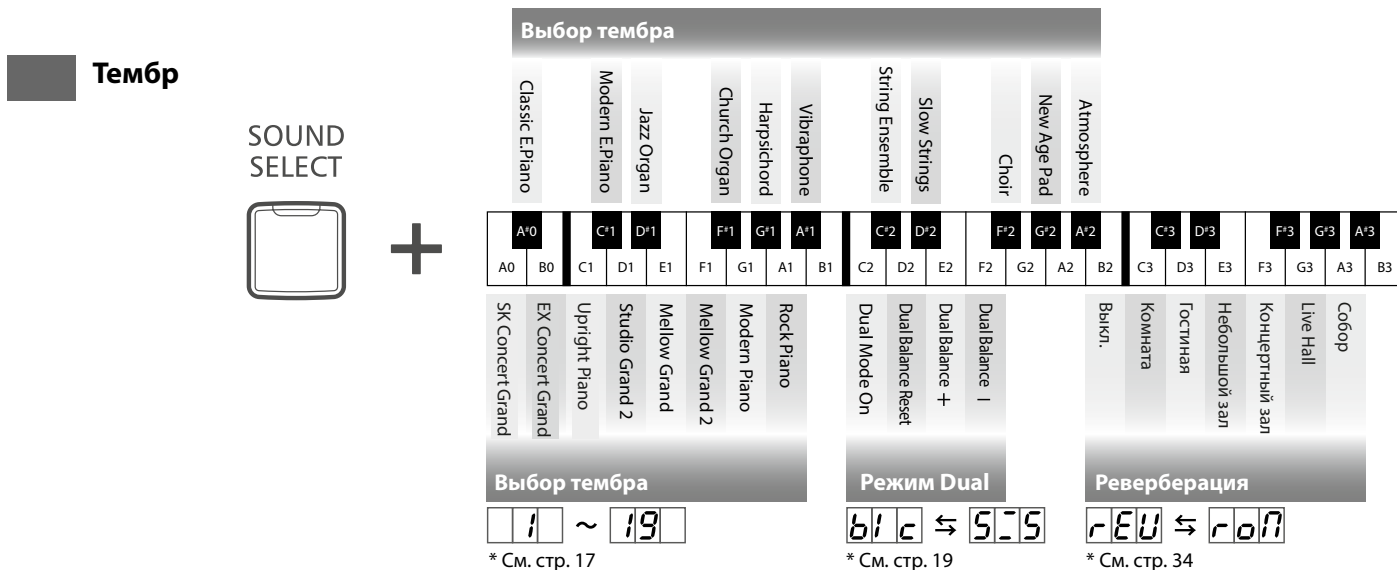 Выбор тембра
Тембр
Classic E.Piano
Modern E.Piano
Jazz Organ
Church Organ
Harpsichord
Vibraphone
String Ensemble
Slow Strings
Choir
New Age Pad
Atmosphere
SOUND
SELECT
+
A#0 C#1 D#1 F#1 G#1 A#1 C#2 D#2 F#2 G#2 A#2 C#3 D#3 F#3 G#3 A#3
A0 B0 C1 D1 E1 F1 G1 A1 B1 C2 D2 E2 F2 G2 A2 B2 C3 D3 E3 F3 G3 A3 B3
SK Concert Grand
EX Concert Grand
Upright Piano
Studio Grand 2
Mellow Grand
Mellow Grand 2
Modern Piano
Rock Piano
Dual Mode On
Dual Balance Reset
Dual Balance +
Dual Balance –
Выкл.
Комната
Гостиная
Небольшой зал
Концертный зал
Live Hall
Собор
Выбор тембра
Режим Dual
Реверберация
1 ~ 19
b1c ⇆ 5-5
rEU ⇆ roП
* См. стр. 17
* См. стр. 19
* См. стр. 34